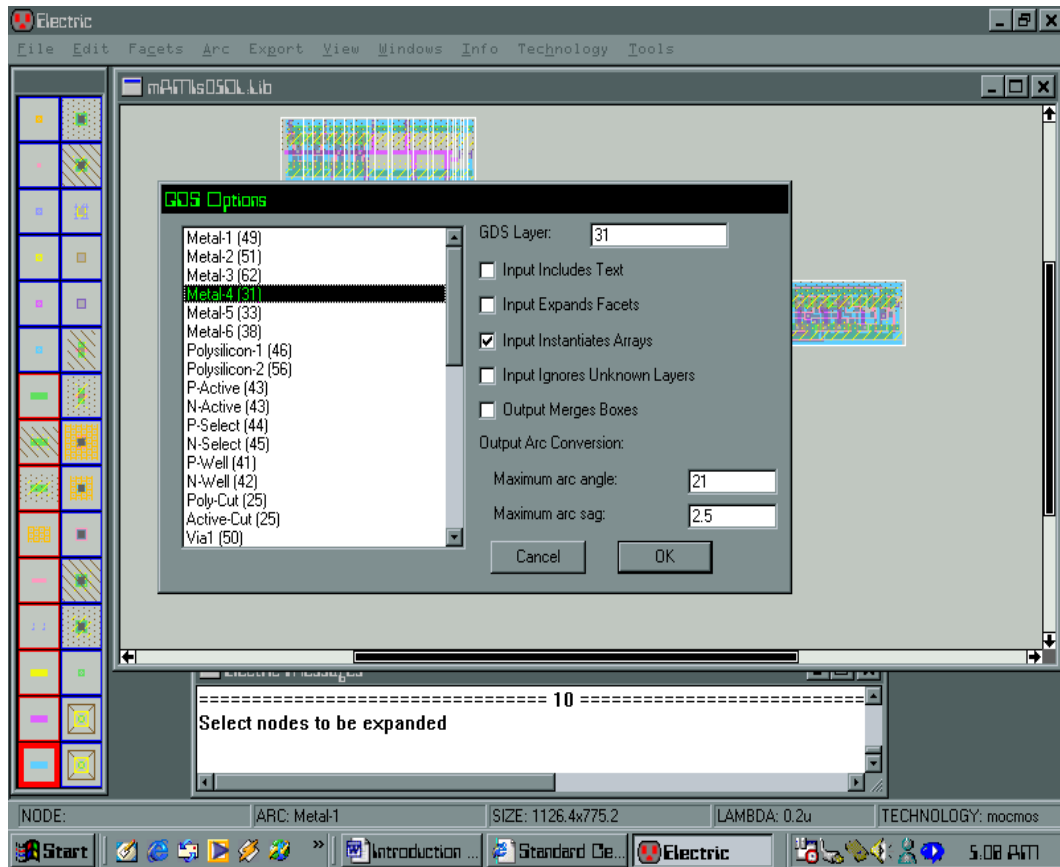 Electric
File Edit Facets Arc Export View Windows Info Technology Tools
mAMIs05DL:Lib
GDS Options
Metal-1 (49)
Metal-2 (51)
Metal-3 (62)
Metal-4 (31)
Metal-5 (33)
Metal-6 (38)
Polysilicon-1 (46)
Polysilicon-2 (56)
P-Active (43)
N-Active (43)
P-Select (44)
N-Select (45)
P-Well (41)
N-Well (42)
Poly-Cut (25)
Active-Cut (25)
Via1 (50)
GDS Layer: 31
Input Includes Text
Input Expands Facets
Input Instantiates Arrays
Input Ignores Unknown Layers
Output Merges Boxes
Output Arc Conversion:
Maximum arc angle: 21
Maximum arc sag: 2.5
Cancel OK
Electric Messages
================================= 10 =================================
Select nodes to be expanded
NODE: ARC: Metal-1 SIZE: 1126.4x775.2 LAMBDA: 0.2u TECHNOLOGY: mocmos
Start » Introduction ... Standard Ce... Electric 5:08 AM